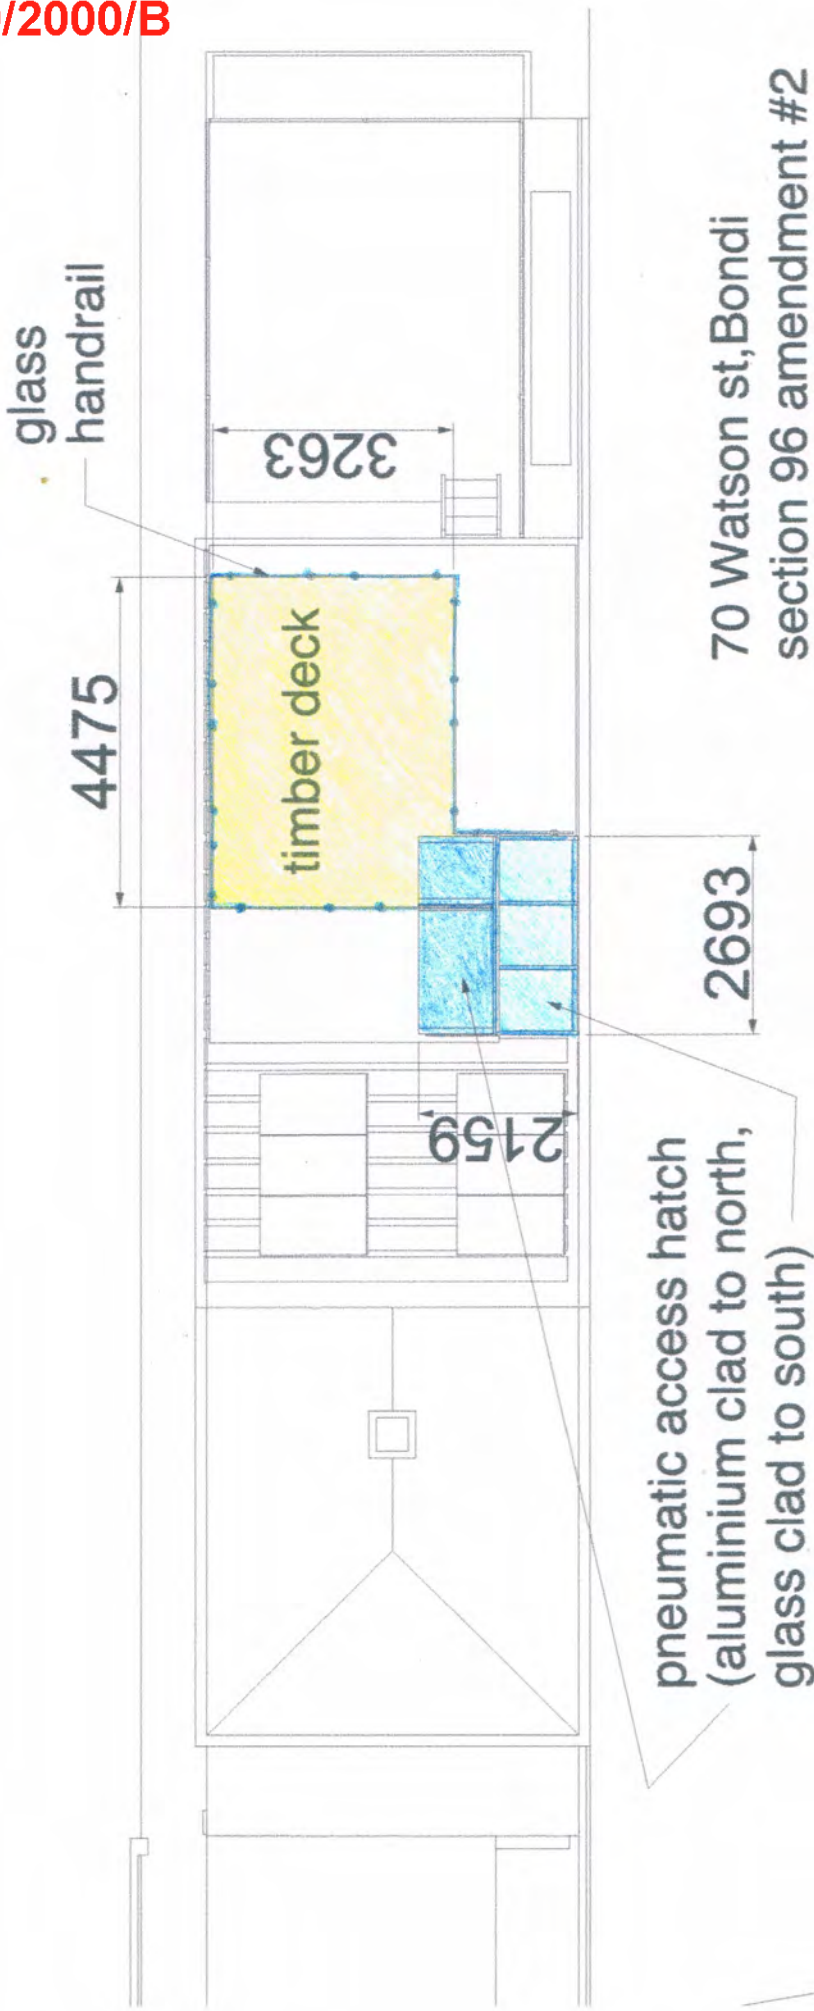 /2000/B
glass
handrail
4475
3263
timber deck
2693
2159
pneumatic access hatch
(aluminium clad to north,
glass clad to south)
70 Watson st,Bondi
section 96 amendment #2